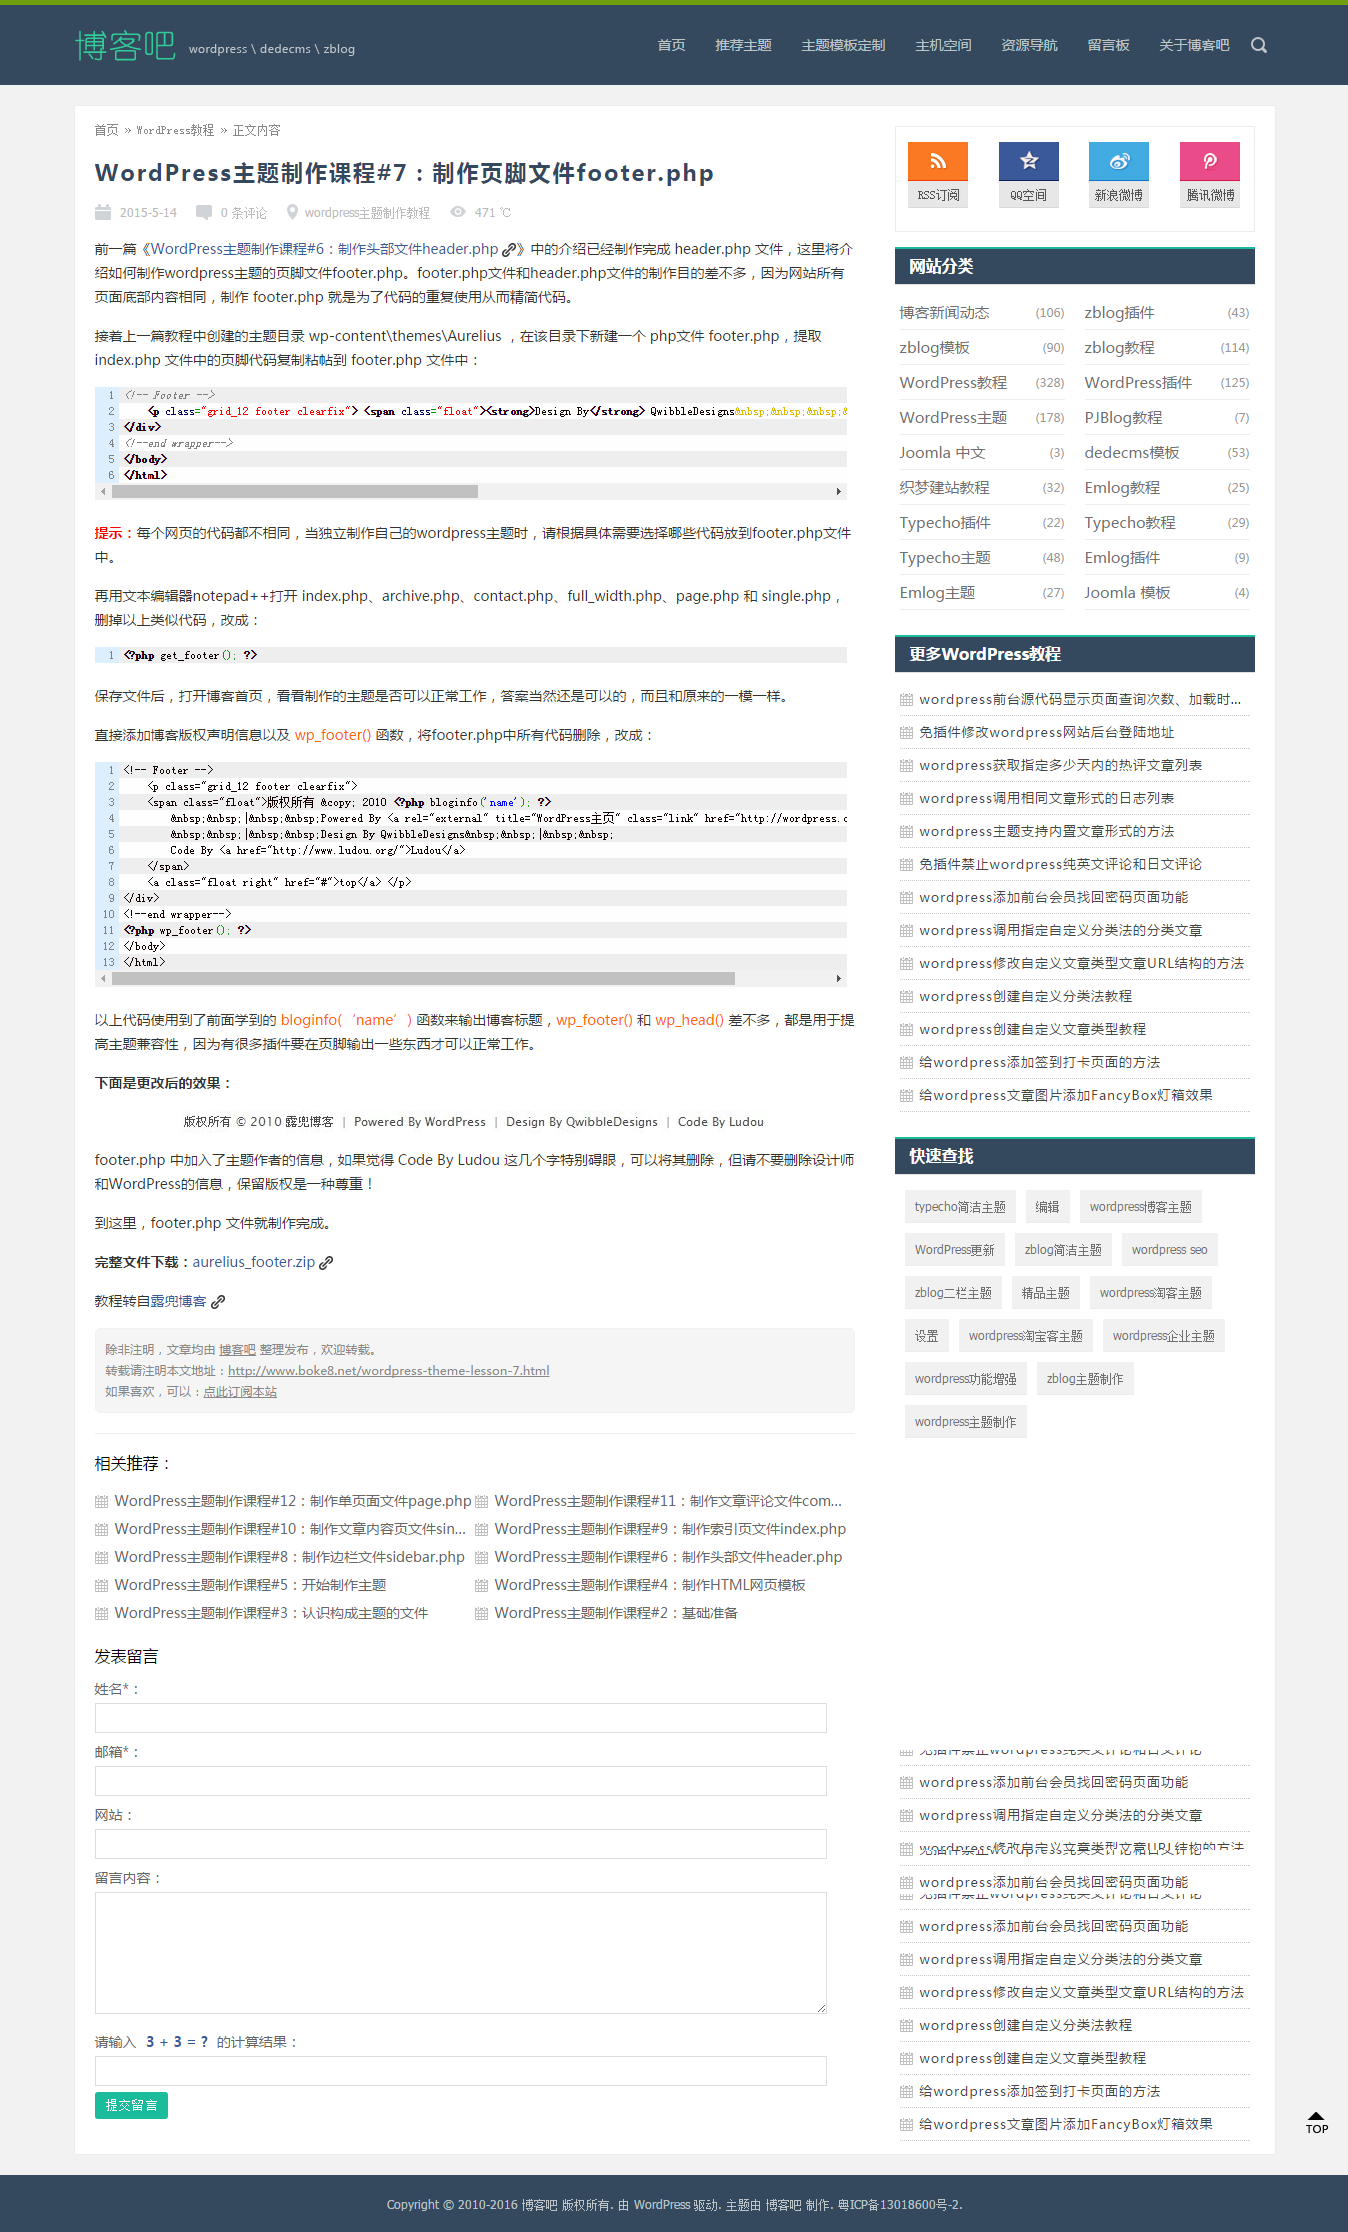 博客吧 wordpress \ dedecms \ zblog
首页 推荐主题 主题模板定制 主机空间 资源导航 留言板 关于博客吧
首页 » WordPress教程 » 正文内容
WordPress主题制作课程#7：制作页脚文件footer.php
2015-5-14 0 条评论 wordpress主题制作教程 471 ℃
前一篇《WordPress主题制作课程#6：制作头部文件header.php》中的介绍已经制作完成 header.php 文件，这里将介
绍如何制作wordpress主题的页脚文件footer.php。footer.php文件和header.php文件的制作目的差不多，因为网站所有
页面底部内容相同，制作 footer.php 就是为了代码的重复使用从而精简代码。
接着上一篇教程中创建的主题目录 wp-content\themes\Aurelius ，在该目录下新建一个 php文件 footer.php，提取
index.php 文件中的页脚代码复制粘帖到 footer.php 文件中：
1 <!-- Footer -->
2 <p class="grid_12 footer clearfix"> <span class="float"><strong>Design By</strong> QwibbleDesigns&nbsp;&nbsp;&nbsp;&
3 </div>
4 <!--end wrapper-->
5 </body>
6 </html>
提示：每个网页的代码都不相同，当独立制作自己的wordpress主题时，请根据具体需要选择哪些代码放到footer.php文件
中。
再用文本编辑器notepad++打开 index.php、archive.php、contact.php、full_width.php、page.php 和 single.php，
删掉以上类似代码，改成：
1 <?php get_footer(); ?>
保存文件后，打开博客首页，看看制作的主题是否可以正常工作，答案当然还是可以的，而且和原来的一模一样。
直接添加博客版权声明信息以及 wp_footer() 函数，将footer.php中所有代码删除，改成：
1 <!-- Footer -->
2 <p class="grid_12 footer clearfix">
3 <span class="float">版权所有 &copy; 2010 <?php bloginfo('name'); ?>
4 &nbsp;&nbsp;|&nbsp;&nbsp;Powered By <a rel="external" title="WordPress主页" class="link" href="http://wordpress.c
5 &nbsp;&nbsp;|&nbsp;&nbsp;Design By QwibbleDesigns&nbsp;&nbsp;|&nbsp;&nbsp;
6 Code By <a href="http://www.ludou.org/">Ludou</a>
7 </span>
8 <a class="float right" href="#">top</a> </p>
9 </div>
10 <!--end wrapper-->
11 <?php wp_footer(); ?>
12 </body>
13 </html>
以上代码使用到了前面学到的 bloginfo(‘name’) 函数来输出博客标题，wp_footer() 和 wp_head() 差不多，都是用于提
高主题兼容性，因为有很多插件要在页脚输出一些东西才可以正常工作。
下面是更改后的效果：
版权所有 © 2010 露兜博客 | Powered By WordPress | Design By QwibbleDesigns | Code By Ludou
footer.php 中加入了主题作者的信息，如果觉得 Code By Ludou 这几个字特别碍眼，可以将其删除，但请不要删除设计师
和WordPress的信息，保留版权是一种尊重！
到这里，footer.php 文件就制作完成。
完整文件下载：aurelius_footer.zip
教程转自露兜博客
除非注明，文章均由 博客吧 整理发布，欢迎转载。
转载请注明本文地址：http://www.boke8.net/wordpress-theme-lesson-7.html
如果喜欢，可以：点此订阅本站
相关推荐：
WordPress主题制作课程#12：制作单页面文件page.php WordPress主题制作课程#11：制作文章评论文件com...
WordPress主题制作课程#10：制作文章内容页文件sin... WordPress主题制作课程#9：制作索引页文件index.php
WordPress主题制作课程#8：制作边栏文件sidebar.php WordPress主题制作课程#6：制作头部文件header.php
WordPress主题制作课程#5：开始制作主题 WordPress主题制作课程#4：制作HTML网页模板
WordPress主题制作课程#3：认识构成主题的文件 WordPress主题制作课程#2：基础准备
发表留言
姓名*：
邮箱*：
网站：
留言内容：
请输入 3 + 3 = ? 的计算结果：
提交留言
RSS订阅 QQ空间 新浪微博 腾讯微博
网站分类
博客新闻动态 (106) zblog插件 (43)
zblog模板 (90) zblog教程 (114)
WordPress教程 (328) WordPress插件 (125)
WordPress主题 (178) PJBlog教程 (7)
Joomla 中文 (3) dedecms模板 (53)
织梦建站教程 (32) Emlog教程 (25)
Typecho插件 (22) Typecho教程 (29)
Typecho主题 (48) Emlog插件 (9)
Emlog主题 (27) Joomla 模板 (4)
更多WordPress教程
wordpress前台源代码显示页面查询次数、加载时...
免插件修改wordpress网站后台登陆地址
wordpress获取指定多少天内的热评文章列表
wordpress调用相同文章形式的日志列表
wordpress主题支持内置文章形式的方法
免插件禁止wordpress纯英文评论和日文评论
wordpress添加前台会员找回密码页面功能
wordpress调用指定自定义分类法的分类文章
wordpress修改自定义文章类型文章URL结构的方法
wordpress创建自定义分类法教程
wordpress创建自定义文章类型教程
给wordpress添加签到打卡页面的方法
给wordpress文章图片添加FancyBox灯箱效果
快速查找
typecho简洁主题 编辑 wordpress博客主题
WordPress更新 zblog简洁主题 wordpress seo
zblog二栏主题 精品主题 wordpress淘客主题
设置 wordpress淘宝客主题 wordpress企业主题
wordpress功能增强 zblog主题制作
wordpress主题制作
wordpress添加前台会员找回密码页面功能
wordpress调用指定自定义分类法的分类文章
wordpress添加前台会员找回密码页面功能
wordpress添加前台会员找回密码页面功能
wordpress调用指定自定义分类法的分类文章
wordpress修改自定义文章类型文章URL结构的方法
wordpress创建自定义分类法教程
wordpress创建自定义文章类型教程
给wordpress添加签到打卡页面的方法
给wordpress文章图片添加FancyBox灯箱效果
TOP
Copyright © 2010-2016 博客吧 版权所有. 由 WordPress 驱动. 主题由 博客吧 制作. 粤ICP备13018600号-2.